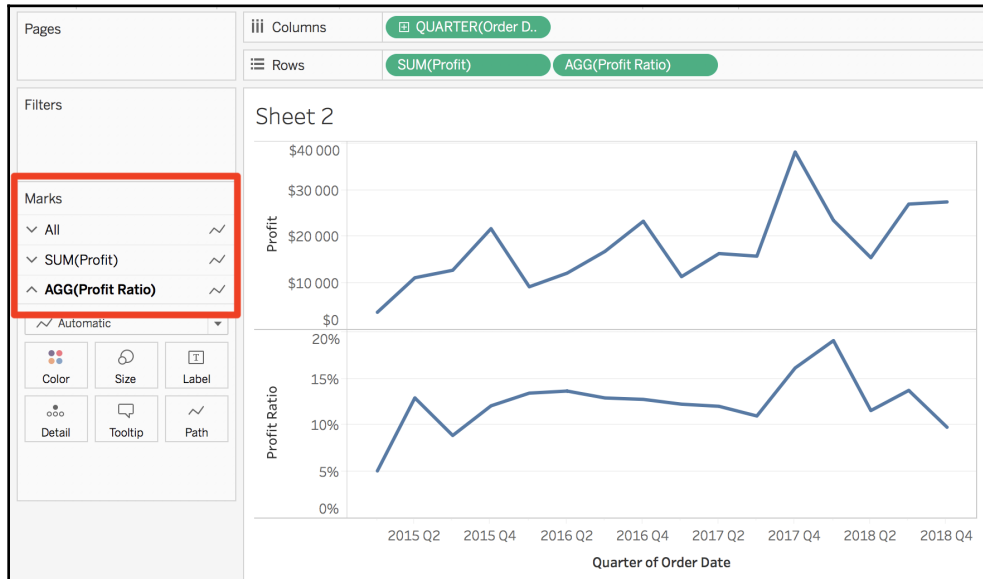 Pages
Columns
QUARTER(Order D..
Rows
SUM(Profit)
AGG(Profit Ratio)
Filters
Marks
All
SUM(Profit)
AGG(Profit Ratio)
Automatic
Color
Size
T
Label
Detail
Tooltip
Path
Sheet 2
$40 000
$30 000
$20 000
$10 000
$0
Profit
20%
15%
10%
5%
0%
Profit Ratio
2015 Q2 2015 Q4 2016 Q2 2016 Q4 2017 Q2 2017 Q4 2018 Q2 2018 Q4
Quarter of Order Date